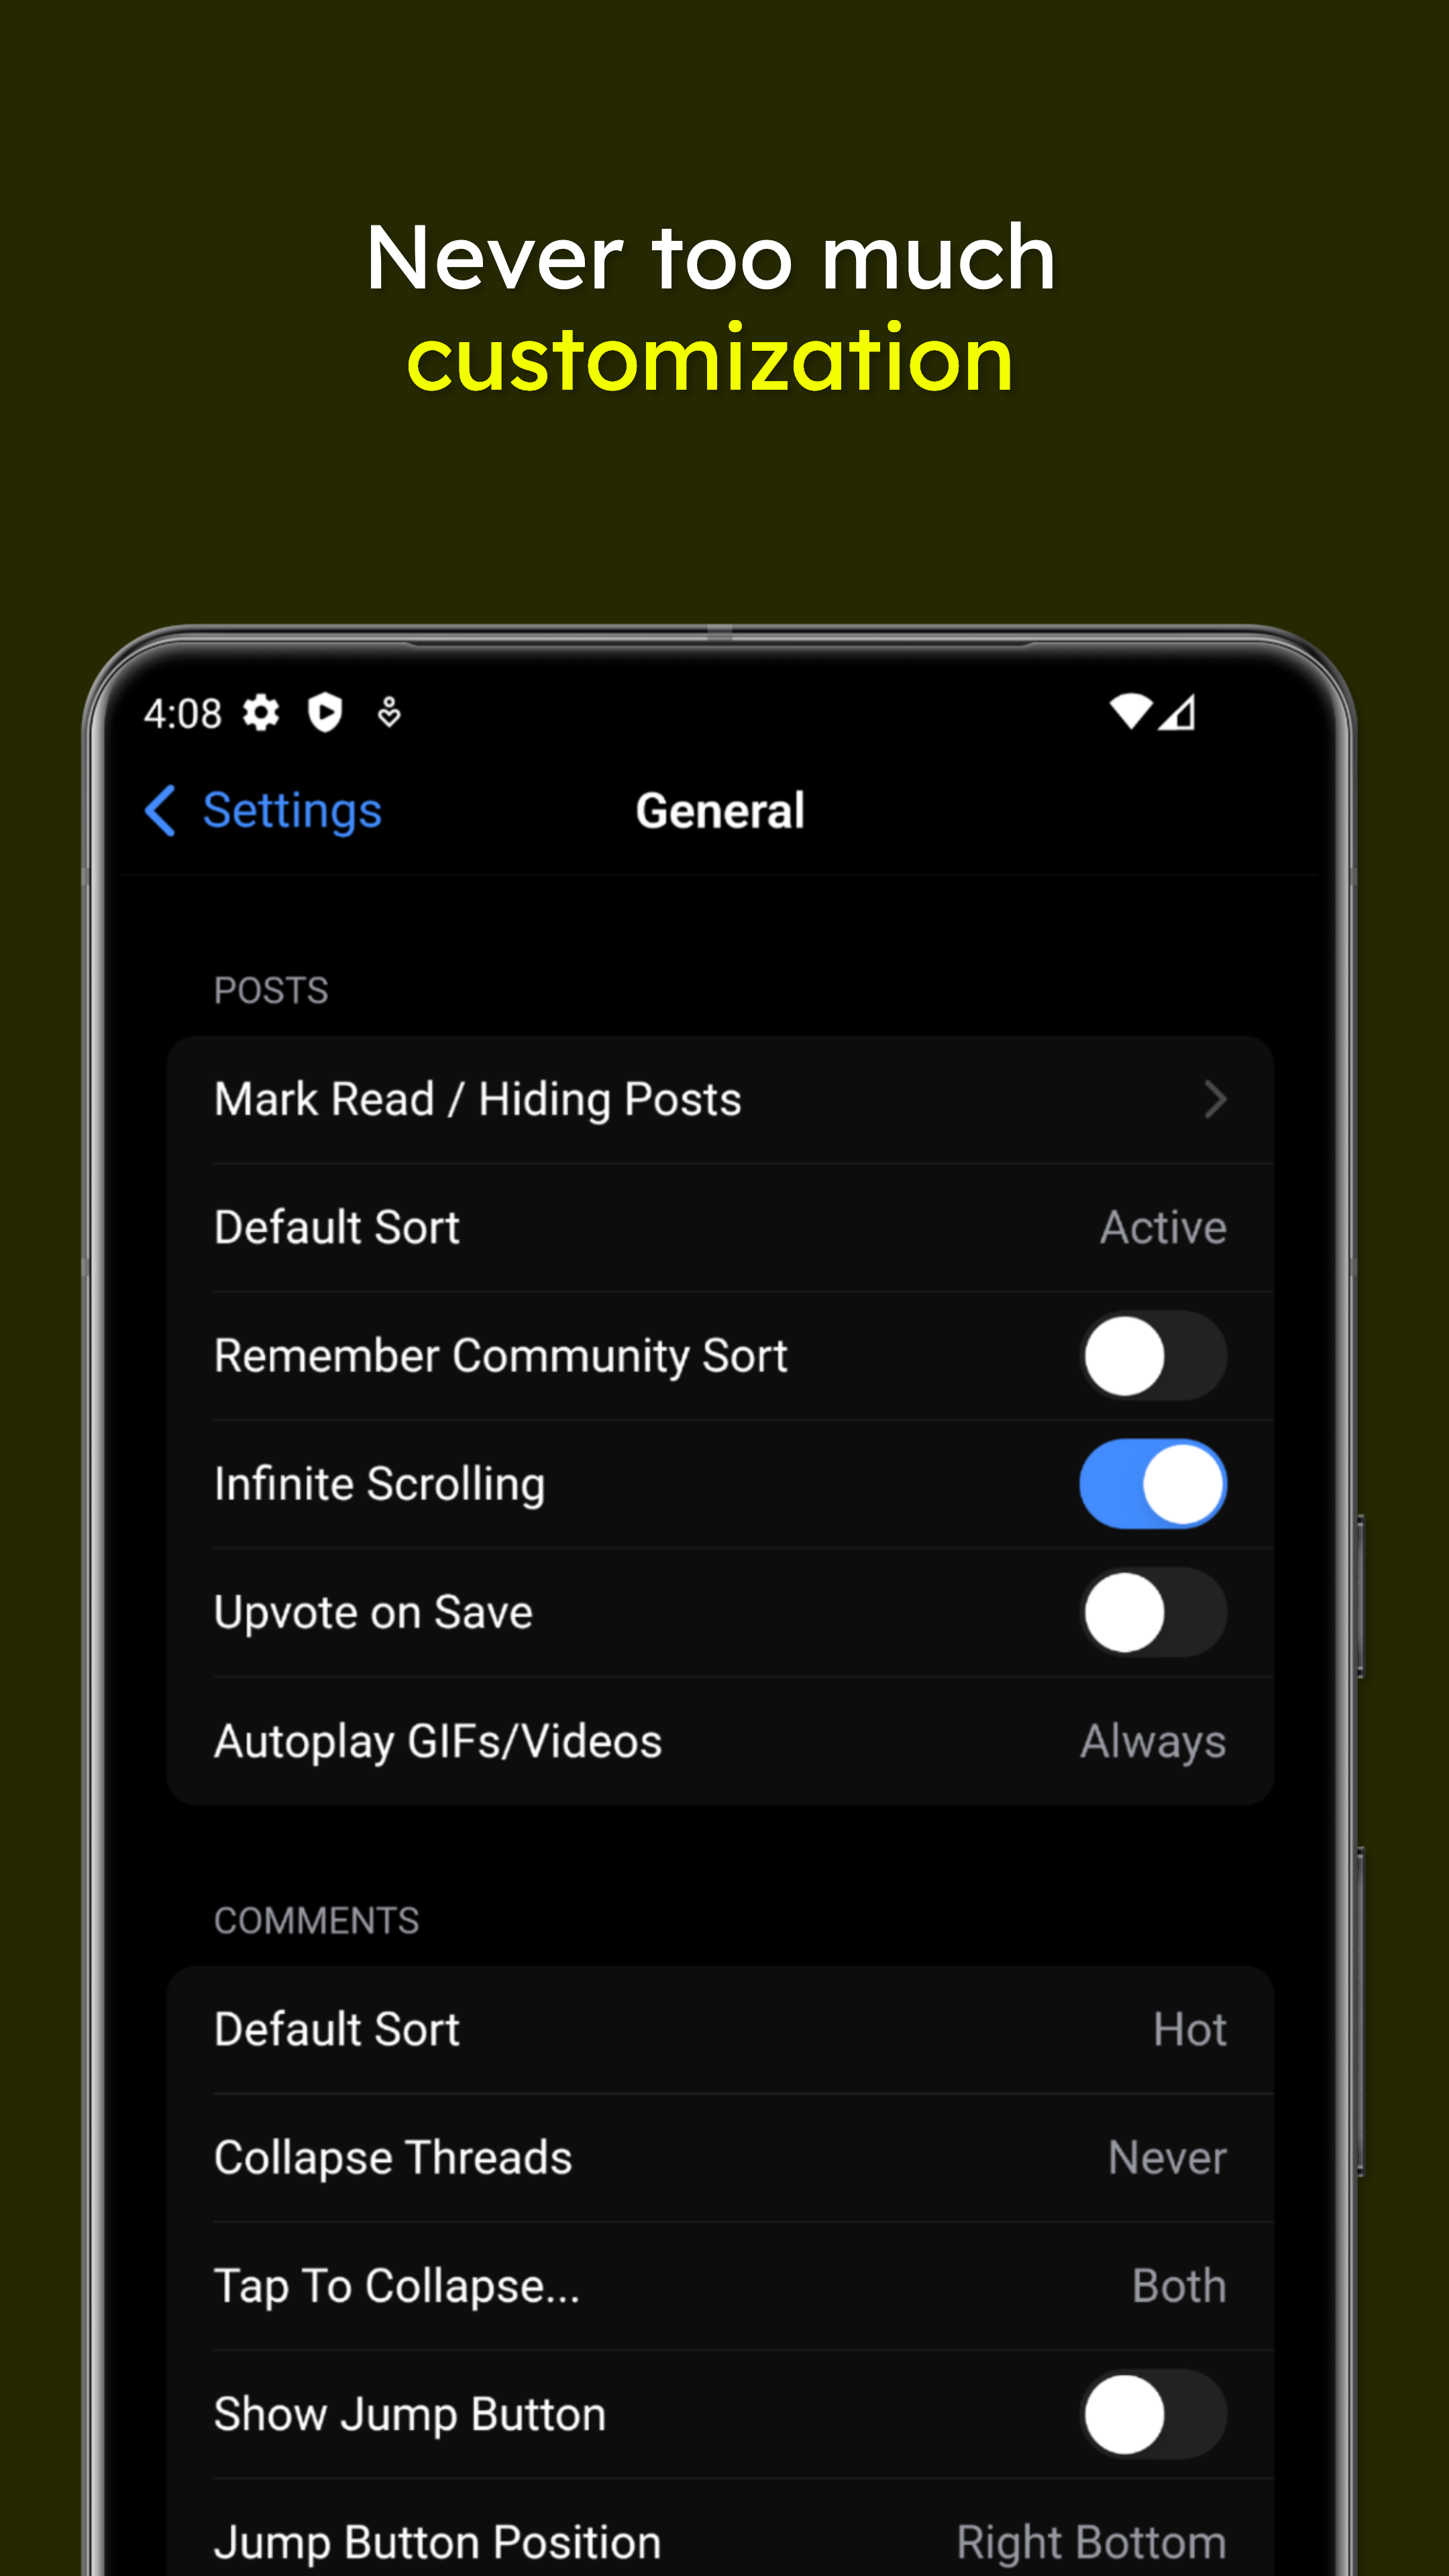 Never too much
customization
4:08
Settings
General
POSTS
Mark Read / Hiding Posts
Default Sort
Active
Remember Community Sort
Infinite Scrolling
Upvote on Save
Autoplay GIFs/Videos
Always
COMMENTS
Default Sort
Hot
Collapse Threads
Never
Tap To Collapse...
Both
Show Jump Button
Jump Button Position
Right Bottom